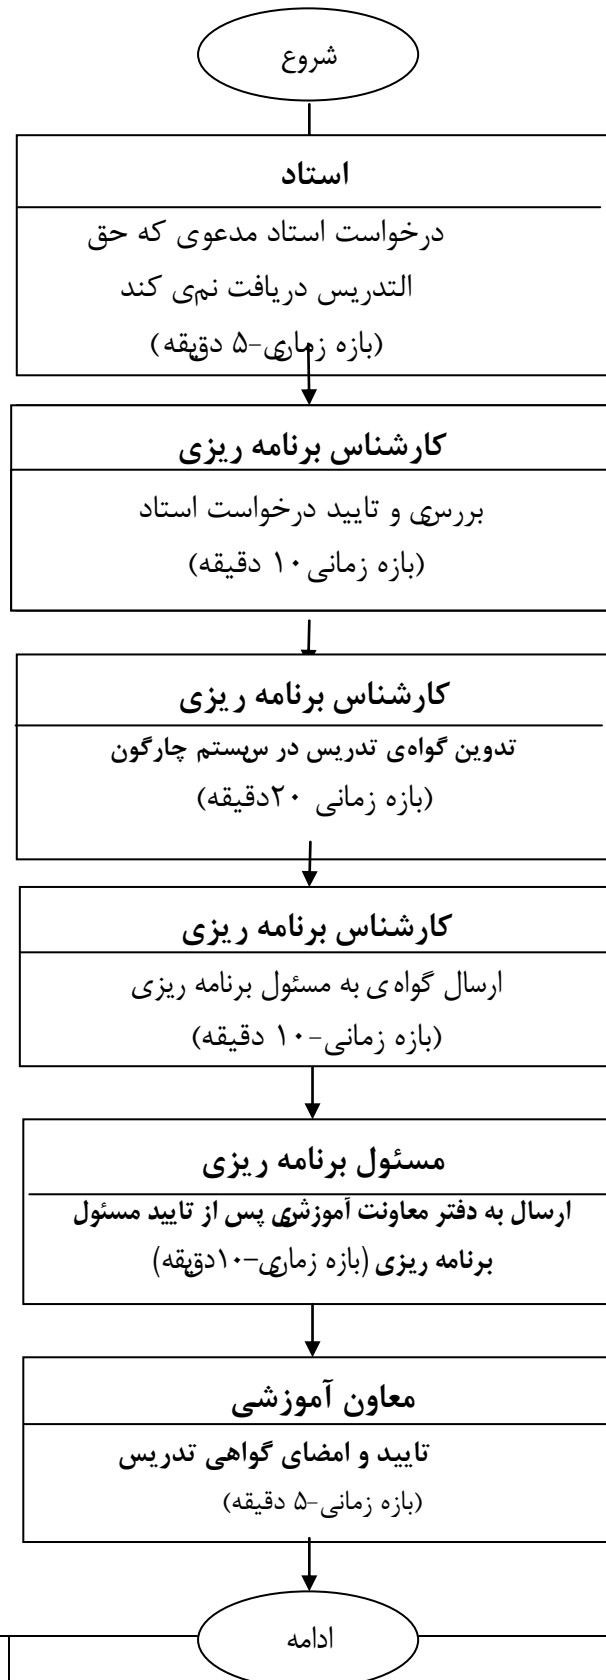 شروع
استاد
درخواست استاد مدعوی که حق
التدریس دریافت نمی کند
(بازه زمانی-۵ دقیقه)
کارشناس برنامه ریزی
بررسی و تایید درخواست استاد
(بازه زمانی۱۰ دقیقه)
کارشناس برنامه ریزی
تدوین گواهی تدریس در سیستم چارگون
(بازه زمانی ۲۰دقیقه)
کارشناس برنامه ریزی
ارسال گواهی به مسئول برنامه ریزی
(بازه زمانی-۱۰ دقیقه)
مسئول برنامه ریزی
ارسال به دفتر معاونت آموزشی پس از تایید مسئول
برنامه ریزی (بازه زمانی-۱۰دقیقه)
معاون آموزشی
تایید و امضای گواهی تدریس
(بازه زمانی-۵ دقیقه)
ادامه